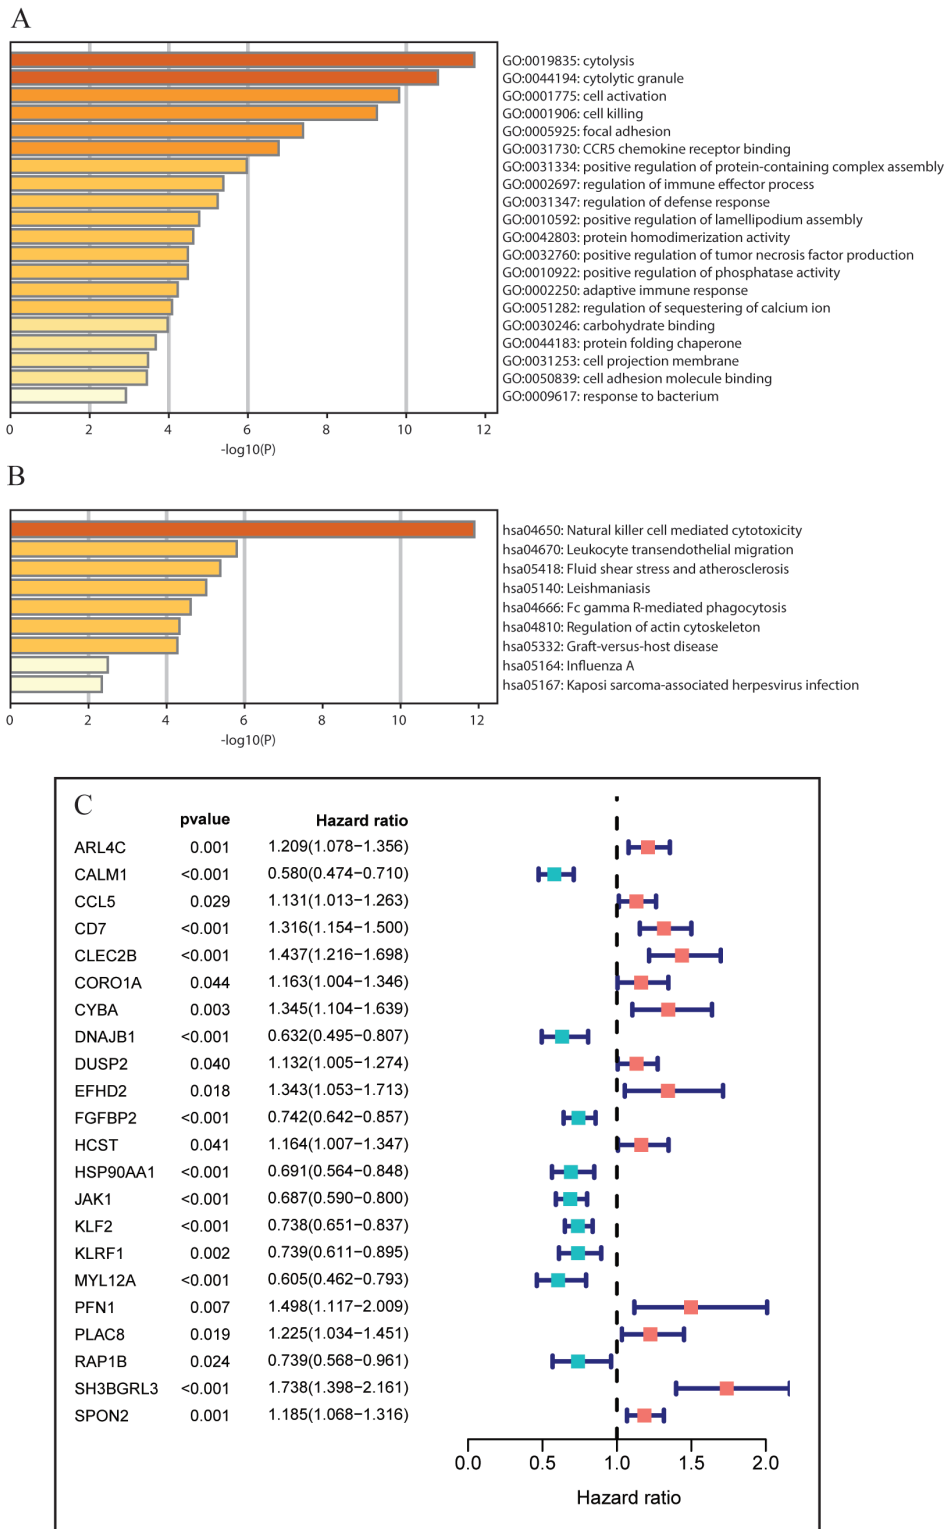 A
GO:0019835: cytolysis
GO:0044194: cytolytic granule
GO:0001775: cell activation
GO:0001906: cell killing
GO:0005925: focal adhesion
GO:0031730: CCR5 chemokine receptor binding
GO:0031334: positive regulation of protein-containing complex assembly
GO:0002697: regulation of immune effector process
GO:0031347: regulation of defense response
GO:0010592: positive regulation of lamellipodium assembly
GO:0042803: protein homodimerization activity
GO:0032760: positive regulation of tumor necrosis factor production
GO:0010922: positive regulation of phosphatase activity
GO:0002250: adaptive immune response
GO:0051282: regulation of sequestering of calcium ion
GO:0030246: carbohydrate binding
GO:0044183: protein folding chaperone
GO:0031253: cell projection membrane
GO:0050839: cell adhesion molecule binding
GO:0009617: response to bacterium
0 2 4 6 8 10 12
-log10(P)
B
hsa04650: Natural killer cell mediated cytotoxicity
hsa04670: Leukocyte transendothelial migration
hsa05418: Fluid shear stress and atherosclerosis
hsa05140: Leishmaniasis
hsa04666: Fc gamma R-mediated phagocytosis
hsa04810: Regulation of actin cytoskeleton
hsa05332: Graft-versus-host disease
hsa05164: Influenza A
hsa05167: Kaposi sarcoma-associated herpesvirus infection
0 2 4 6 8 10 12
-log10(P)
C
pvalue Hazard ratio
ARL4C 0.001 1.209(1.078−1.356)
CALM1 <0.001 0.580(0.474−0.710)
CCL5 0.029 1.131(1.013−1.263)
CD7 <0.001 1.316(1.154−1.500)
CLEC2B <0.001 1.437(1.216−1.698)
CORO1A 0.044 1.163(1.004−1.346)
CYBA 0.003 1.345(1.104−1.639)
DNAJB1 <0.001 0.632(0.495−0.807)
DUSP2 0.040 1.132(1.005−1.274)
EFHD2 0.018 1.343(1.053−1.713)
FGFBP2 <0.001 0.742(0.642−0.857)
HCST 0.041 1.164(1.007−1.347)
HSP90AA1 <0.001 0.691(0.564−0.848)
JAK1 <0.001 0.687(0.590−0.800)
KLF2 <0.001 0.738(0.651−0.837)
KLRF1 0.002 0.739(0.611−0.895)
MYL12A <0.001 0.605(0.462−0.793)
PFN1 0.007 1.498(1.117−2.009)
PLAC8 0.019 1.225(1.034−1.451)
RAP1B 0.024 0.739(0.568−0.961)
SH3BGRL3 <0.001 1.738(1.398−2.161)
SPON2 0.001 1.185(1.068−1.316)
0.0 0.5 1.0 1.5 2.0
Hazard ratio